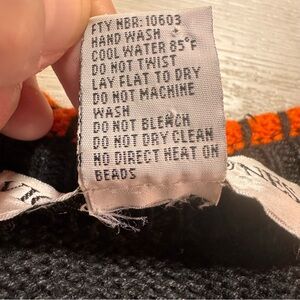 FTY NBR: 10603
HAND WASH
COOL WATER 85°F
DO NOT TWIST
LAY FLAT TO DRY
DO NOT MACHINE
WASH
DO NOT BLENCH
DO NOT DRY CLEAN
NO DIRECT HEAT ON
BEADS